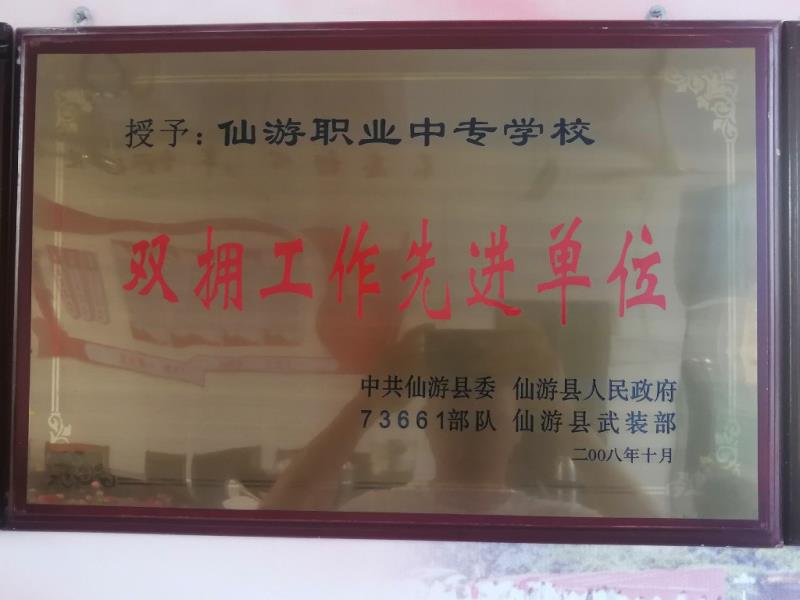 授予：仙游职业中专学校
双拥工作先进单位
中共仙游县委 仙游县人民政府
73661部队 仙游县武装部
二00八年十月